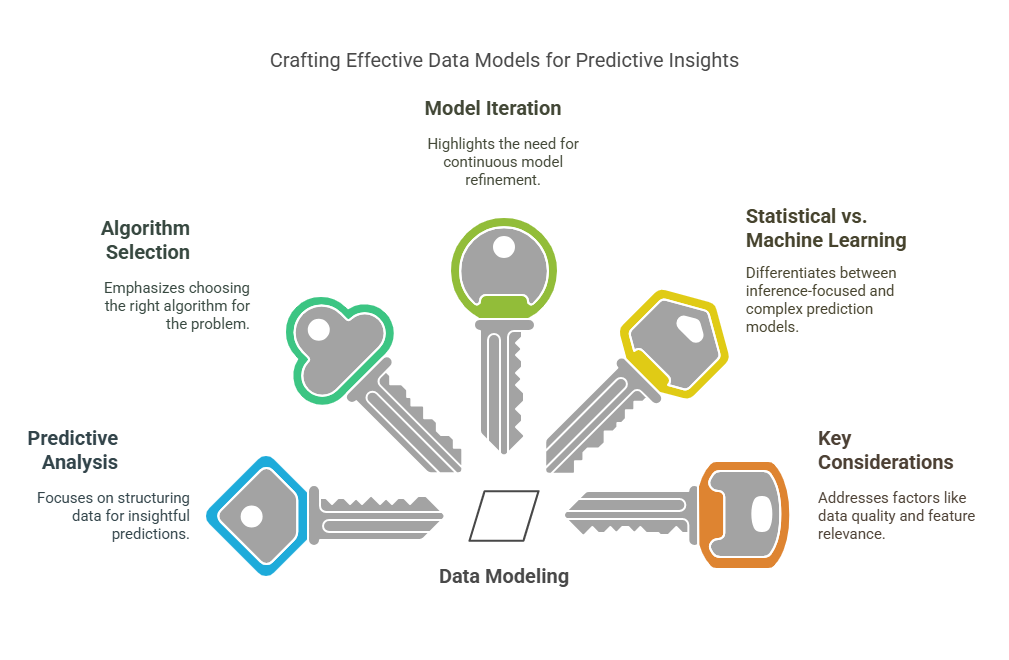 Crafting Effective Data Models for Predictive Insights
Model Iteration
Highlights the need for
continuous model
refinement.
Algorithm
Selection
Emphasizes choosing
the right algorithm for
the problem.
Statistical vs.
Machine Learning
Differentiates between
inference-focused and
complex prediction
models.
Predictive
Analysis
Focuses on structuring
data for insightful
predictions.
Key
Considerations
Addresses factors like
data quality and feature
relevance.
Data Modeling